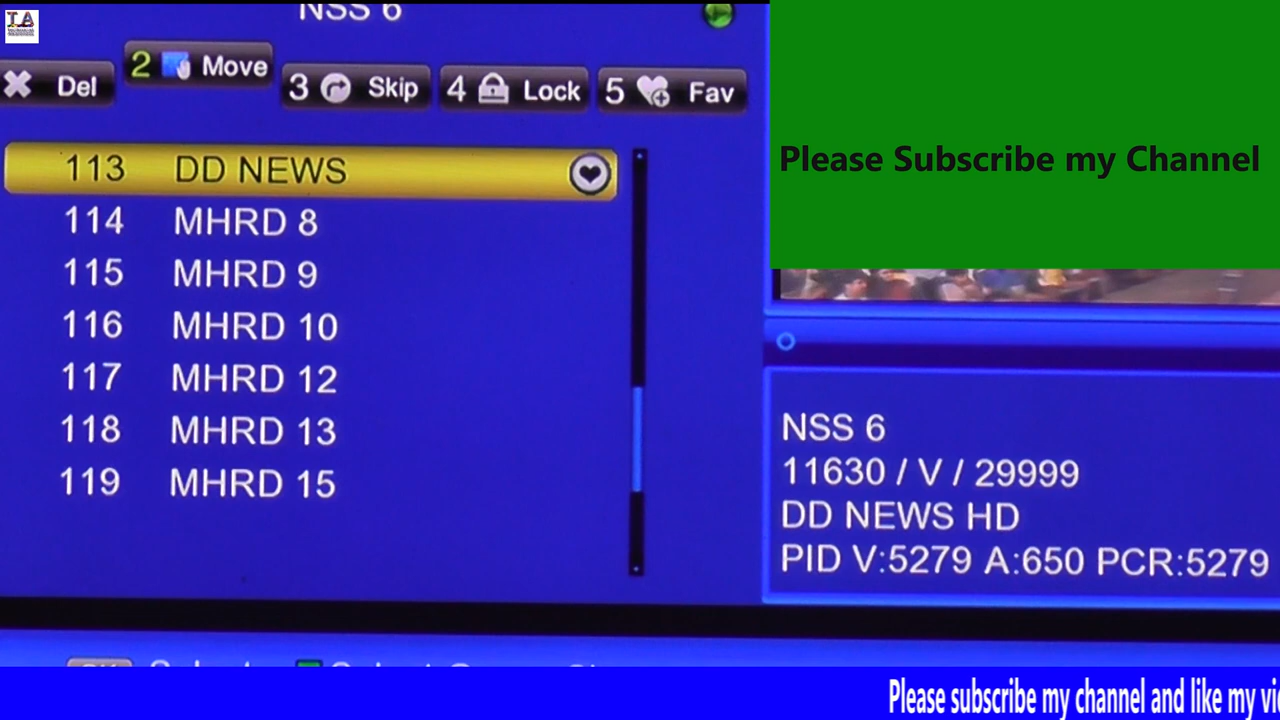 IA
NSS 6
Del
2 Move
3 Skip
4 Lock
5 Fav
Please Subscribe my Channel
113 DD NEWS
114 MHRD 8
115 MHRD 9
116 MHRD 10
117 MHRD 12
118 MHRD 13
119 MHRD 15
NSS 6
11630 / V / 29999
DD NEWS HD
PID V:5279 A:650 PCR:5279
Please subscribe my channel and like my